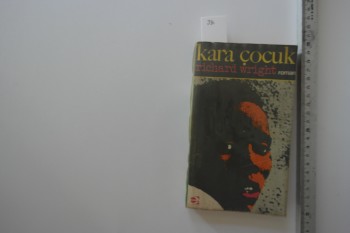 kara çocuk
richard wright roman